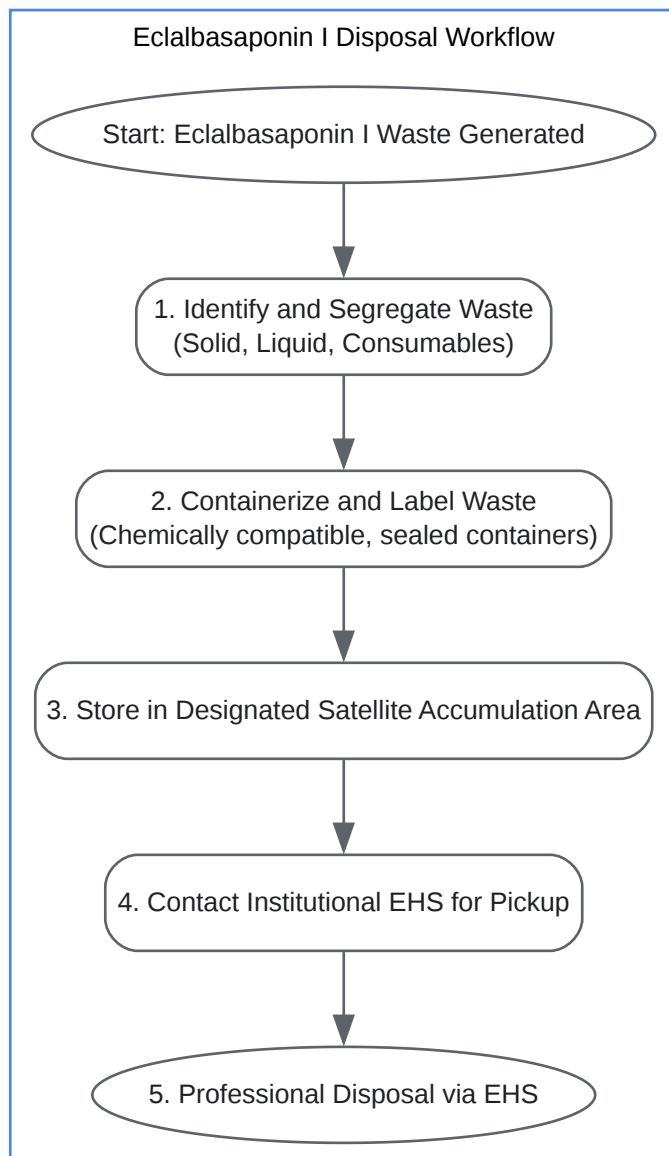 Eclalbasaponin I Disposal Workflow
Start: Eclalbasaponin I Waste Generated
1. Identify and Segregate Waste
(Solid, Liquid, Consumables)
2. Containerize and Label Waste
(Chemically compatible, sealed containers)
3. Store in Designated Satellite Accumulation Area
4. Contact Institutional EHS for Pickup
5. Professional Disposal via EHS